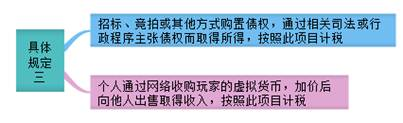 具体
规定
三
招标、竞拍或其他方式购置债权，通过相关司法或行
政程序主张债权而取得所得，按照此项目计税
个人通过网络收购玩家的虚拟货币，加价后
向他人出售取得收入，按照此项目计税